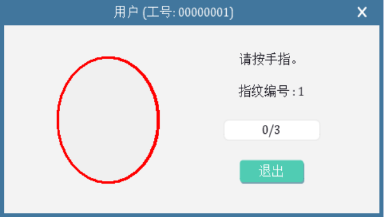 用户 (工号: 00000001)
X
请按手指。
指纹编号 : 1
0/3
退出